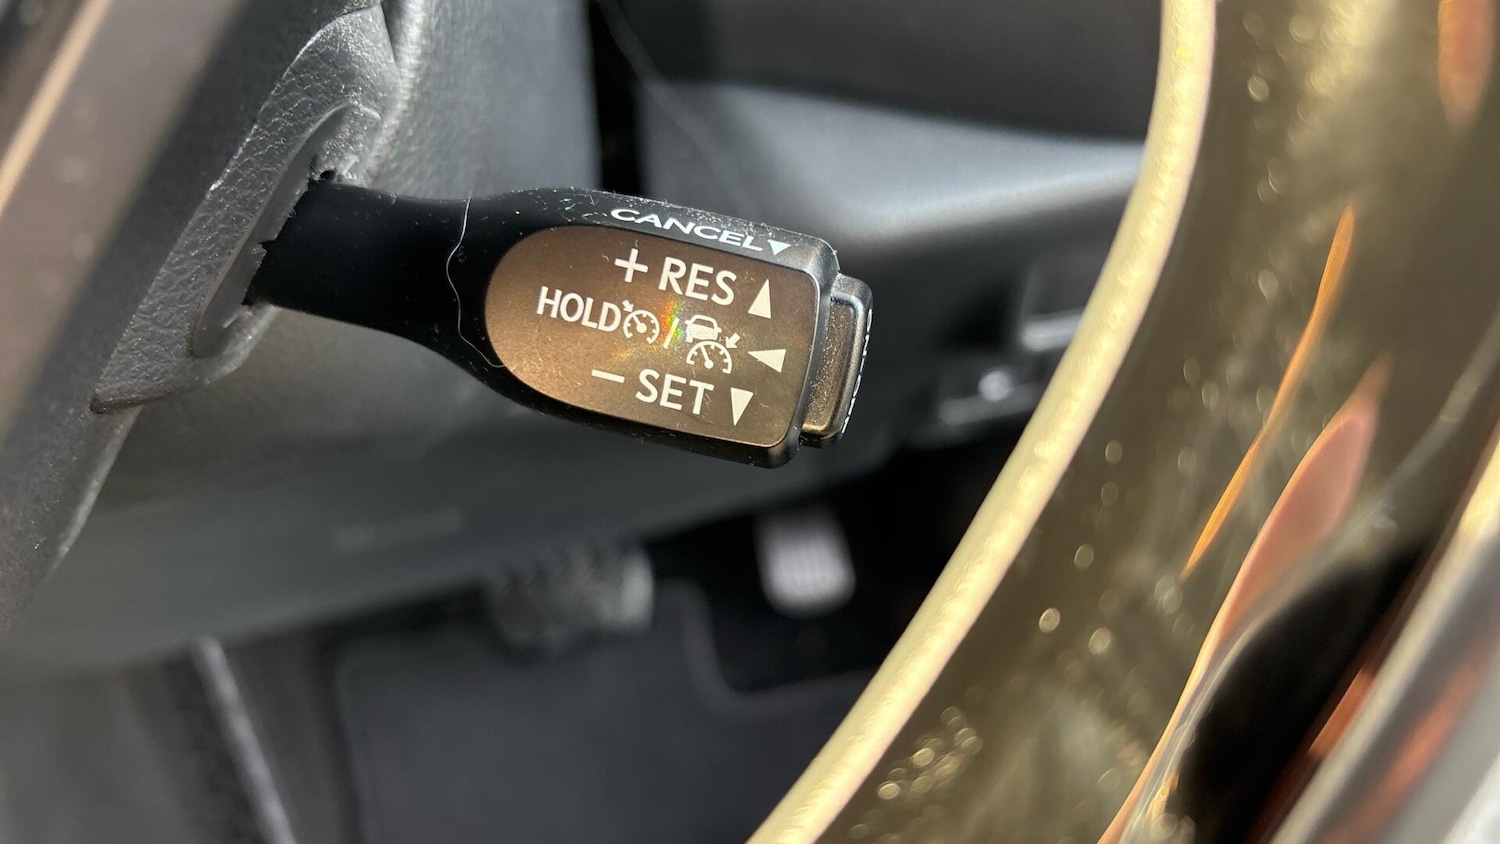 CANCEL▼
+ RES ▲
HOLD / ◀
− SET ▼